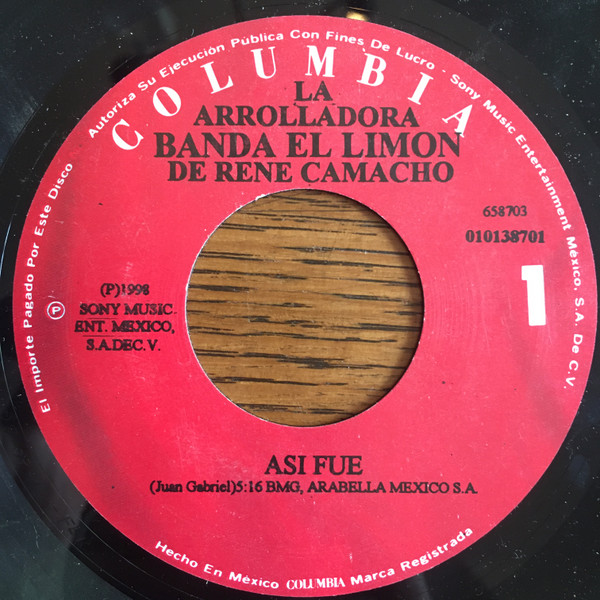 El Importe Pagado Por Este Disco Autoriza Su Ejecución Pública Con Fines De Lucro - Sony Music Entertainment México, S.A. De C.V.
COLUMBIA
LA
ARROLLADORA
BANDA EL LIMON
DE RENE CAMACHO
658703
010138701
1
(P)1998
SONY MUSIC
ENT. MEXICO,
S.A.DEC.V.
P
ASI FUE
(Juan Gabriel)5:16 BMG, ARABELLA MEXICO S.A.
Hecho En México COLUMBIA Marca Registrada